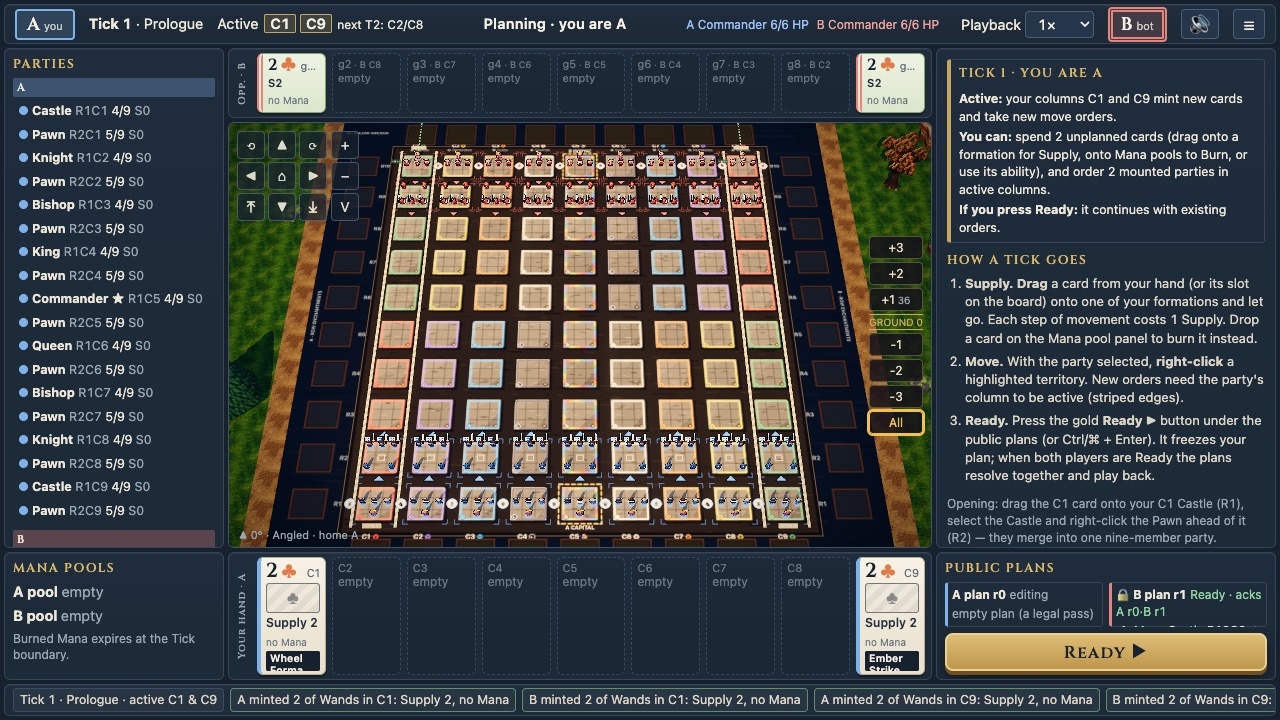 A you
Tick 1 · Prologue
Active C1 C9 next T2: C2/C8
Planning · you are A
A Commander 6/6 HP B Commander 6/6 HP
Playback 1×
B bot
PARTIES
A
Castle R1C1 4/9 S0
Pawn R2C1 5/9 S0
Knight R1C2 4/9 S0
Pawn R2C2 5/9 S0
Bishop R1C3 4/9 S0
Pawn R2C3 5/9 S0
King R1C4 4/9 S0
Pawn R2C4 5/9 S0
Commander ★ R1C5 4/9 S0
Pawn R2C5 5/9 S0
Queen R1C6 4/9 S0
Pawn R2C6 5/9 S0
Bishop R1C7 4/9 S0
Pawn R2C7 5/9 S0
Knight R1C8 4/9 S0
Pawn R2C8 5/9 S0
Castle R1C9 4/9 S0
Pawn R2C9 5/9 S0
B
MANA POOLS
A pool empty
B pool empty
Burned Mana expires at the Tick
boundary.
OPP. · B
2 ♣ g...
S2
no Mana
g2 · B C8
empty
g3 · B C7
empty
g4 · B C6
empty
g5 · B C5
empty
g6 · B C4
empty
g7 · B C3
empty
g8 · B C2
empty
2 ♣ g...
S2
no Mana
V
+3
+2
+1 36
GROUND 0
-1
-2
-3
All
A CAPITAL
▲ 0° · Angled · home A
YOUR HAND · A
2 ♣ C1
Supply 2
no Mana
Wheel
Forma
C2
empty
C3
empty
C4
empty
C5
empty
C6
empty
C7
empty
C8
empty
2 ♣ C9
Supply 2
no Mana
Ember
Strike
TICK 1 · YOU ARE A
Active: your columns C1 and C9 mint new cards
and take new move orders.
You can: spend 2 unplanned cards (drag onto a
formation for Supply, onto Mana pools to Burn, or
use its ability), and order 2 mounted parties in
active columns.
If you press Ready: it continues with existing
orders.
HOW A TICK GOES
1. Supply. Drag a card from your hand (or its slot
on the board) onto one of your formations and let
go. Each step of movement costs 1 Supply. Drop
a card on the Mana pool panel to burn it instead.
2. Move. With the party selected, right-click a
highlighted territory. New orders need the party's
column to be active (striped edges).
3. Ready. Press the gold Ready ▶ button under the
public plans (or Ctrl/⌘ + Enter). It freezes your
plan; when both players are Ready the plans
resolve together and play back.
Opening: drag the C1 card onto your C1 Castle (R1),
select the Castle and right-click the Pawn ahead of it
(R2) — they merge into one nine-member party.
PUBLIC PLANS
A plan r0 editing
empty plan (a legal pass)
🔒 B plan r1 Ready · acks
A r0·B r1
READY ▶
Tick 1 · Prologue · active C1 & C9
A minted 2 of Wands in C1: Supply 2, no Mana
B minted 2 of Wands in C1: Supply 2, no Mana
A minted 2 of Wands in C9: Supply 2, no Mana
B minted 2 of Wands in C9: